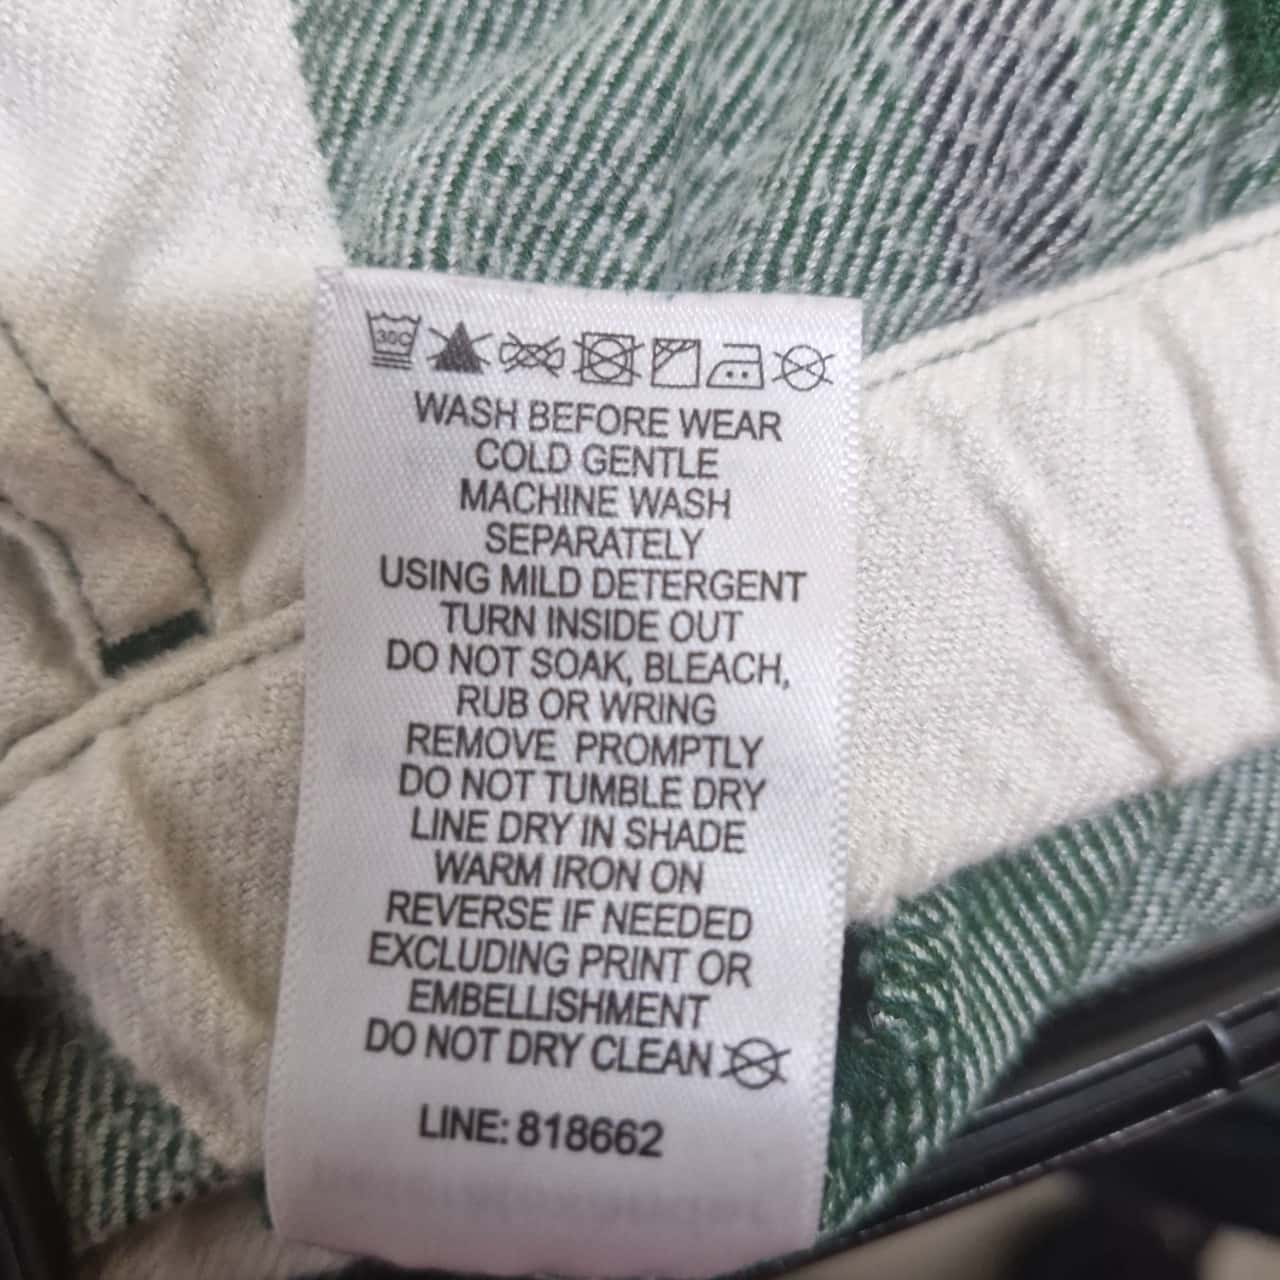 30C
WASH BEFORE WEAR
COLD GENTLE
MACHINE WASH
SEPARATELY
USING MILD DETERGENT
TURN INSIDE OUT
DO NOT SOAK, BLEACH,
RUB OR WRING
REMOVE PROMPTLY
DO NOT TUMBLE DRY
LINE DRY IN SHADE
WARM IRON ON
REVERSE IF NEEDED
EXCLUDING PRINT OR
EMBELLISHMENT
DO NOT DRY CLEAN
LINE: 818662